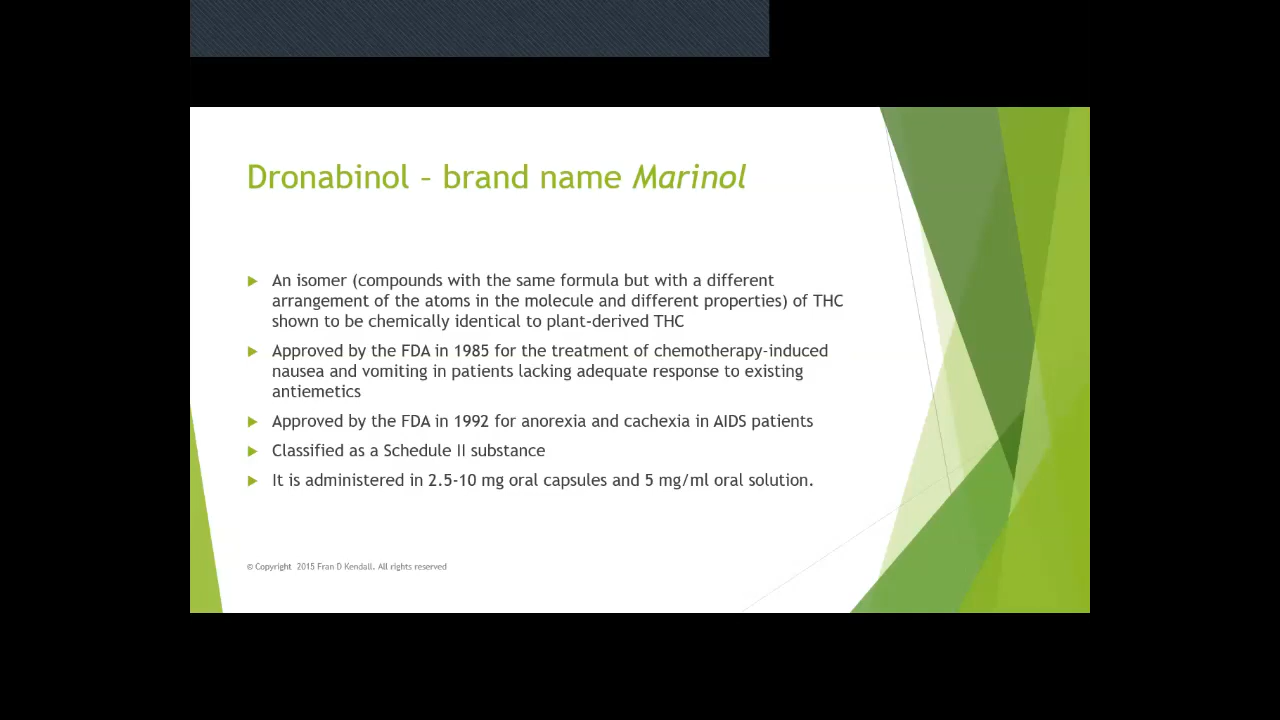 Dronabinol – brand name Marinol
An isomer (compounds with the same formula but with a different
arrangement of the atoms in the molecule and different properties) of THC
shown to be chemically identical to plant-derived THC
Approved by the FDA in 1985 for the treatment of chemotherapy-induced
nausea and vomiting in patients lacking adequate response to existing
antiemetics
Approved by the FDA in 1992 for anorexia and cachexia in AIDS patients
Classified as a Schedule II substance
It is administered in 2.5-10 mg oral capsules and 5 mg/ml oral solution.
© Copyright 2015 Fran D Kendall. All rights reserved